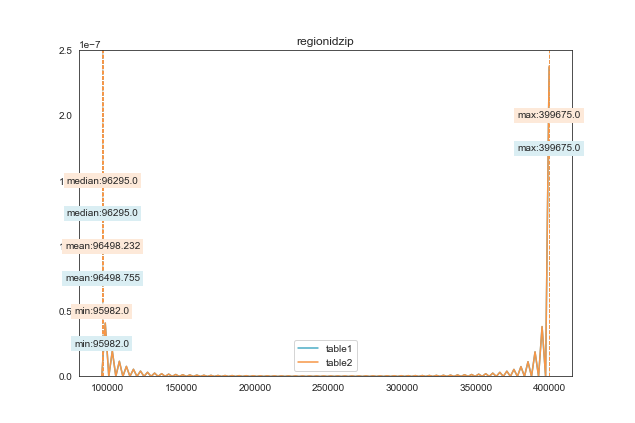 regionidzip
1e−7
2.5
2.0
max:399675.0
max:399675.0
median:96295.0
median:96295.0
mean:96498.232
mean:96498.755
0.5
min:95982.0
min:95982.0
table1
table2
0.0
100000 150000 200000 250000 300000 350000 400000